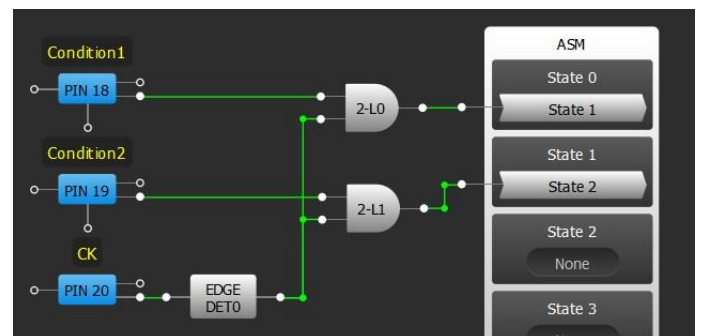 Condition1
PIN 18
Condition2
PIN 19
CK
PIN 20
EDGE
DET0
2-L0
2-L1
ASM
State 0
State 1
State 1
State 2
State 2
None
State 3